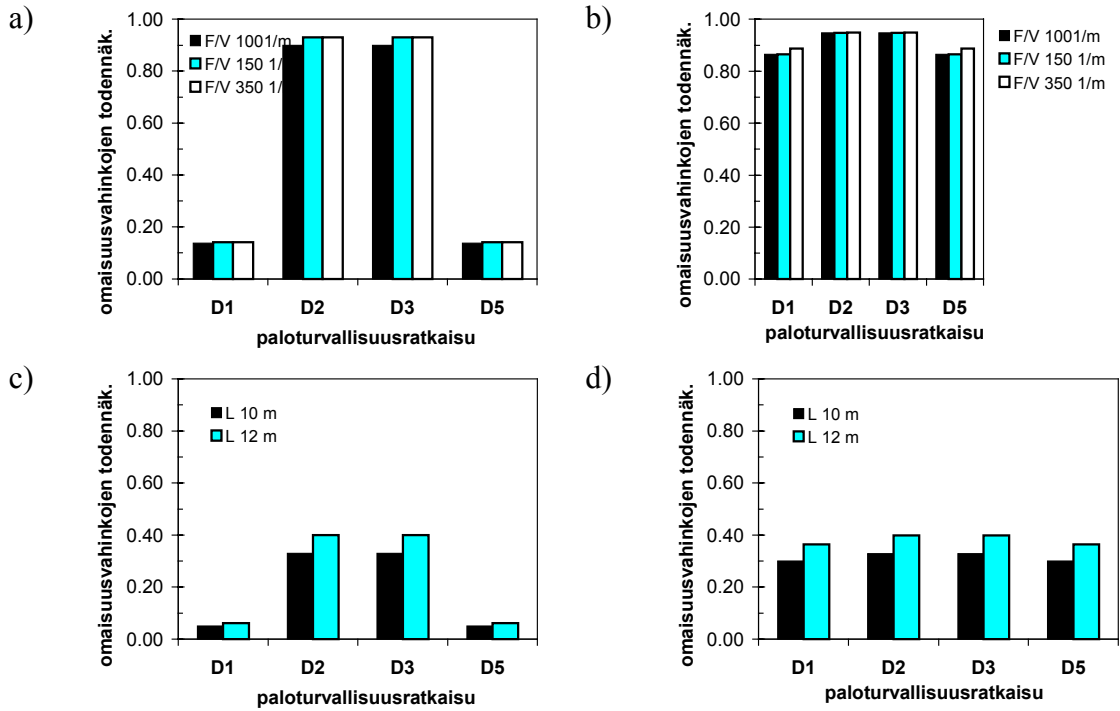 a)
omaisuusvahinkojen todennäk.
1.00
0.80
0.60
0.40
0.20
0.00
F/V 1001/m
F/V 150 1/
F/V 350 1/
D1 D2 D3 D5
paloturvallisuusratkaisu
b)
omaisuusvahinkojen todennäk.
1.00
0.80
0.60
0.40
0.20
0.00
F/V 1001/m
F/V 150 1/m
F/V 350 1/m
D1 D2 D3 D5
paloturvallisuusratkaisu
c)
omaisuusvahinkojen todennäk.
1.00
0.80
0.60
0.40
0.20
0.00
L 10 m
L 12 m
D1 D2 D3 D5
paloturvallisuusratkaisu
d)
omaisuusvahinkojen todennäk.
1.00
0.80
0.60
0.40
0.20
0.00
L 10 m
L 12 m
D1 D2 D3 D5
paloturvallisuusratkaisu